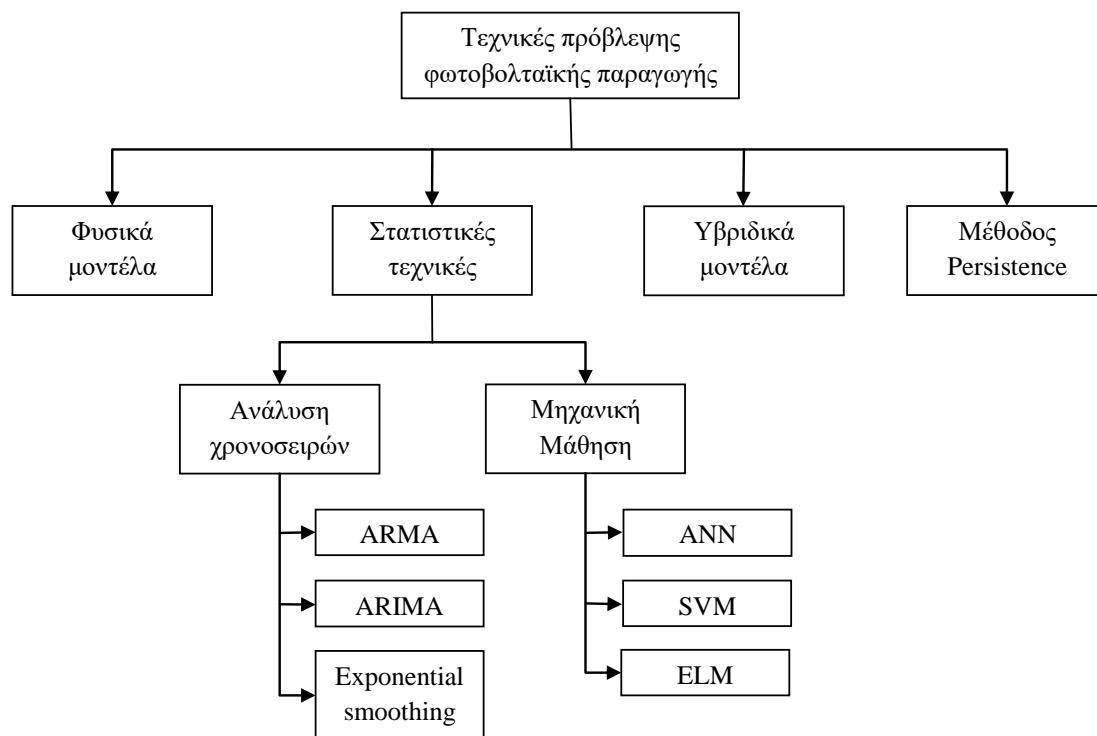 Τεχνικές πρόβλεψης
φωτοβολταϊκής παραγωγής
Φυσικά
μοντέλα
Στατιστικές
τεχνικές
Υβριδικά
μοντέλα
Μέθοδος
Persistence
Ανάλυση
χρονοσειρών
Μηχανική
Μάθηση
ARMA
ARIMA
Exponential
smoothing
ANN
SVM
ELM